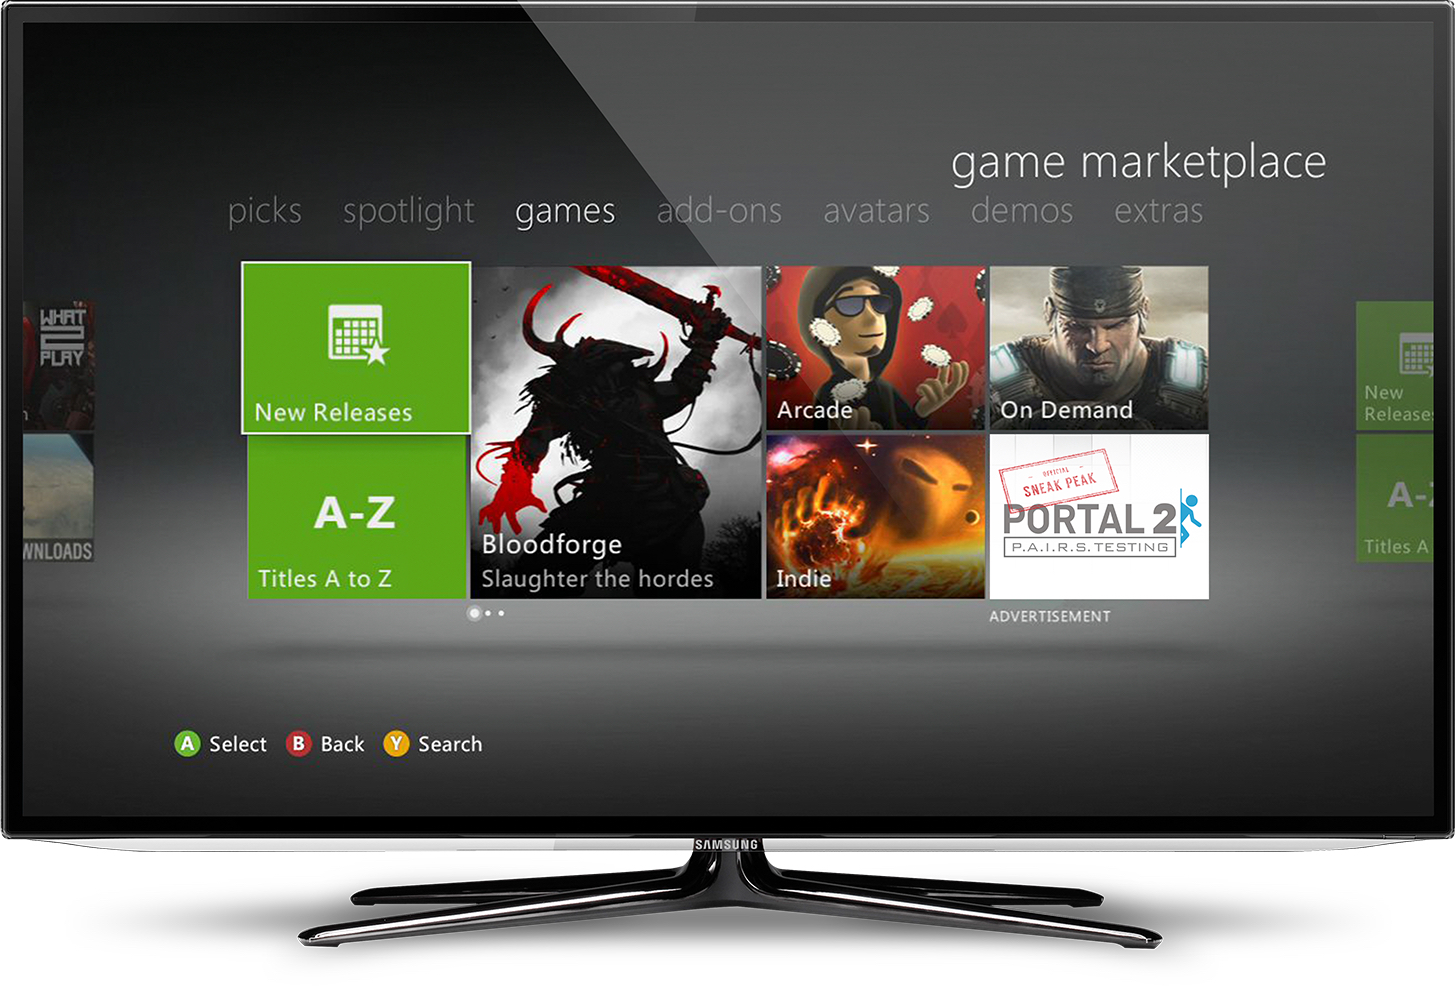 game marketplace
picks spotlight games add-ons avatars demos extras
WHAT
2
PLAY
New Releases
A-Z
Titles A to Z
Bloodforge
Slaughter the hordes
Arcade
On Demand
Indie
OFFICIAL
SNEAK PEAK
PORTAL 2
P.A.I.R.S. TESTING
ADVERTISEMENT
New
Releases
A-
Titles A
A Select B Back Y Search
SAMSUNG